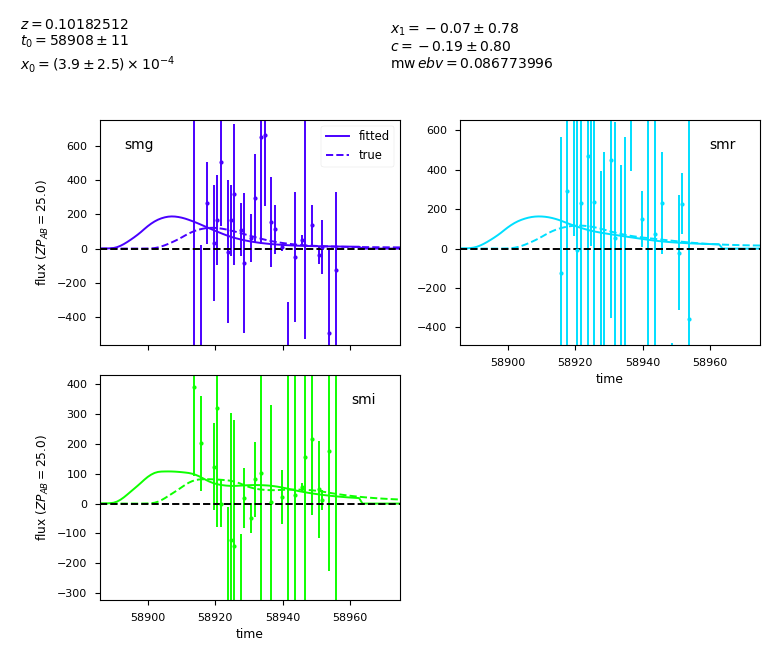 z = 0.10182512
t₀ = 58908 ± 11
x₀ = (3.9 ± 2.5) × 10⁻⁴
x₁ = −0.07 ± 0.78
c = −0.19 ± 0.80
mw ebv = 0.086773996
smg
fitted
true
600
400
200
0
−200
−400
flux (ZP_AB = 25.0)
smr
600
400
200
0
−200
−400
58900 58920 58940 58960
time
smi
400
300
200
100
0
−100
−200
−300
flux (ZP_AB = 25.0)
58900 58920 58940 58960
time